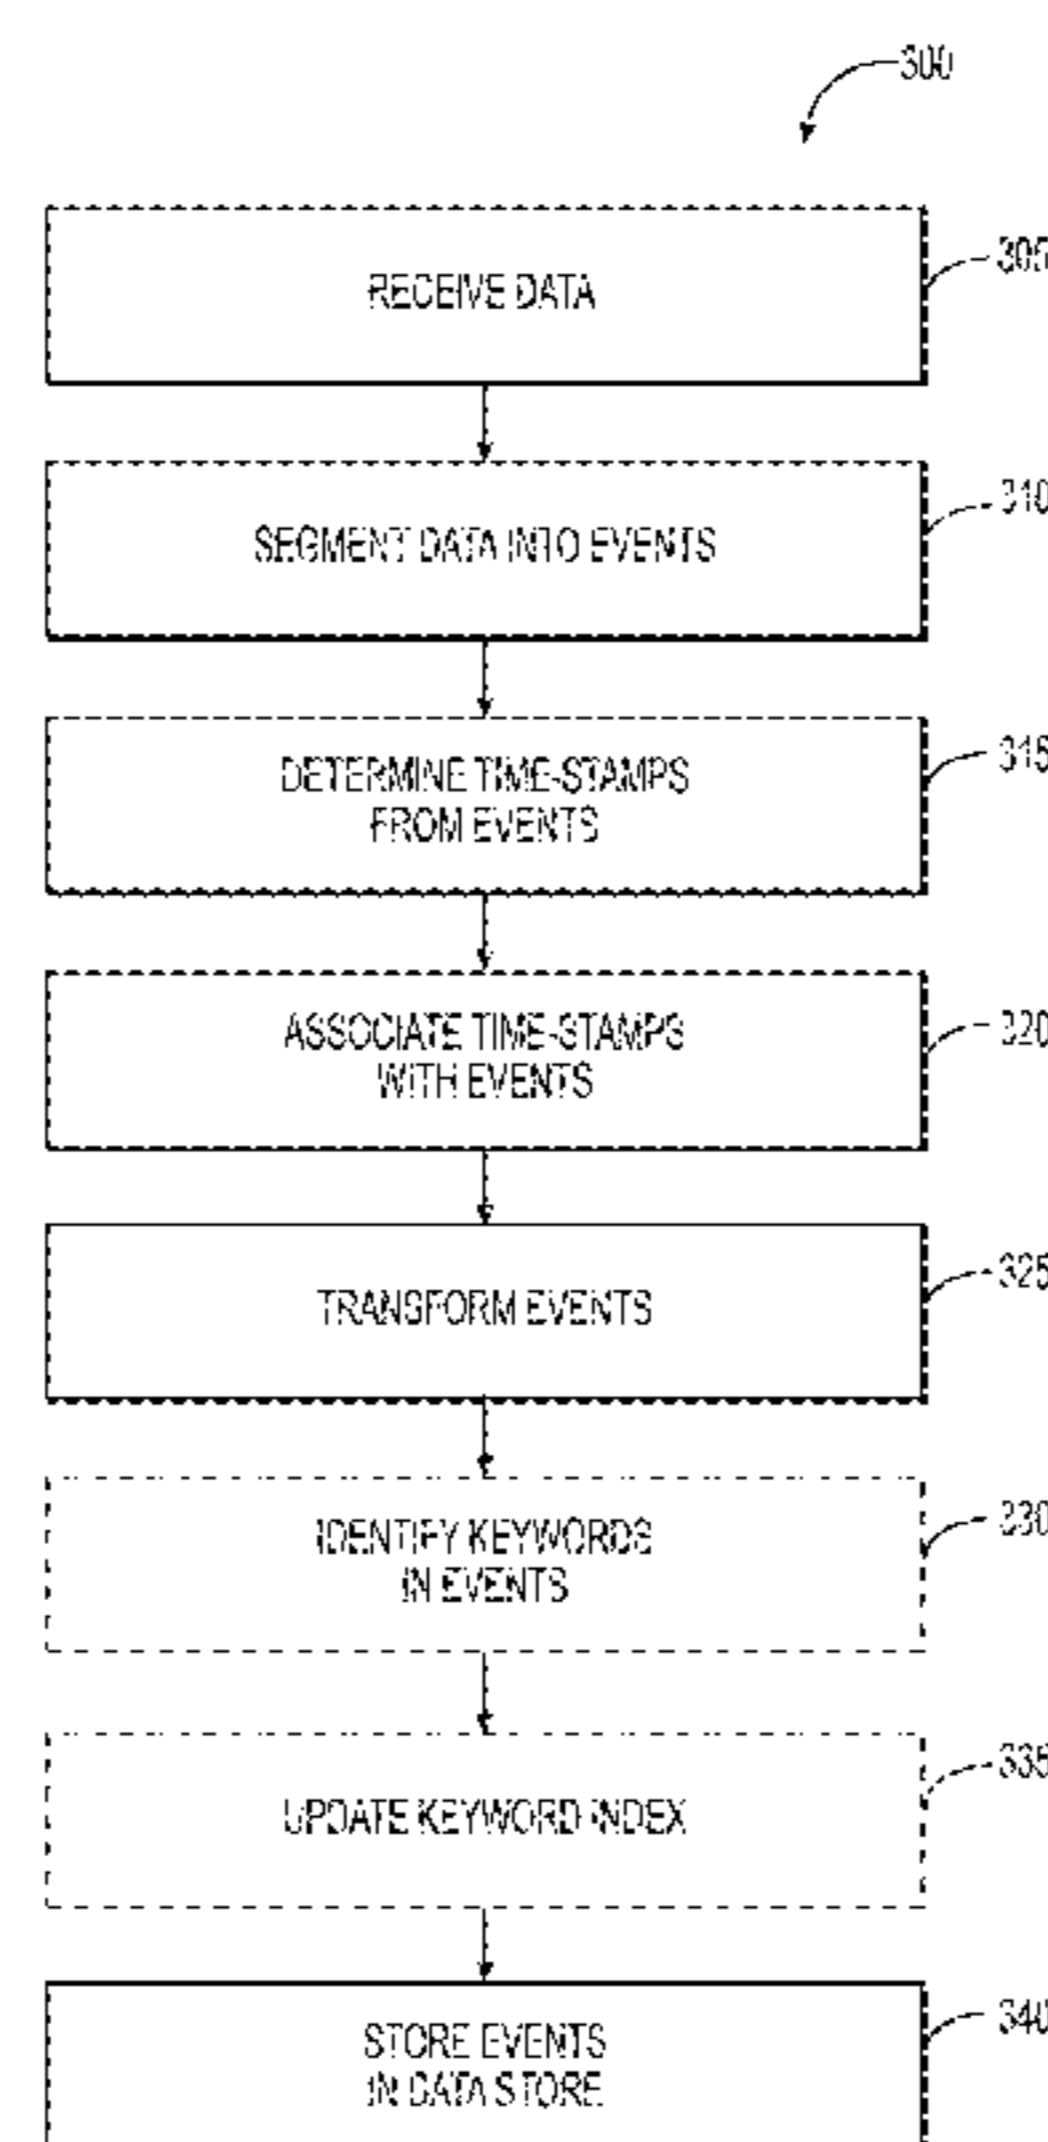 300
RECEIVE DATA
305
SEGMENT DATA INTO EVENTS
310
DETERMINE TIME-STAMPS
FROM EVENTS
315
ASSOCIATE TIME-STAMPS
WITH EVENTS
320
TRANSFORM EVENTS
325
IDENTIFY KEYWORDS
IN EVENTS
330
UPDATE KEYWORD INDEX
335
STORE EVENTS
IN DATA STORE
340